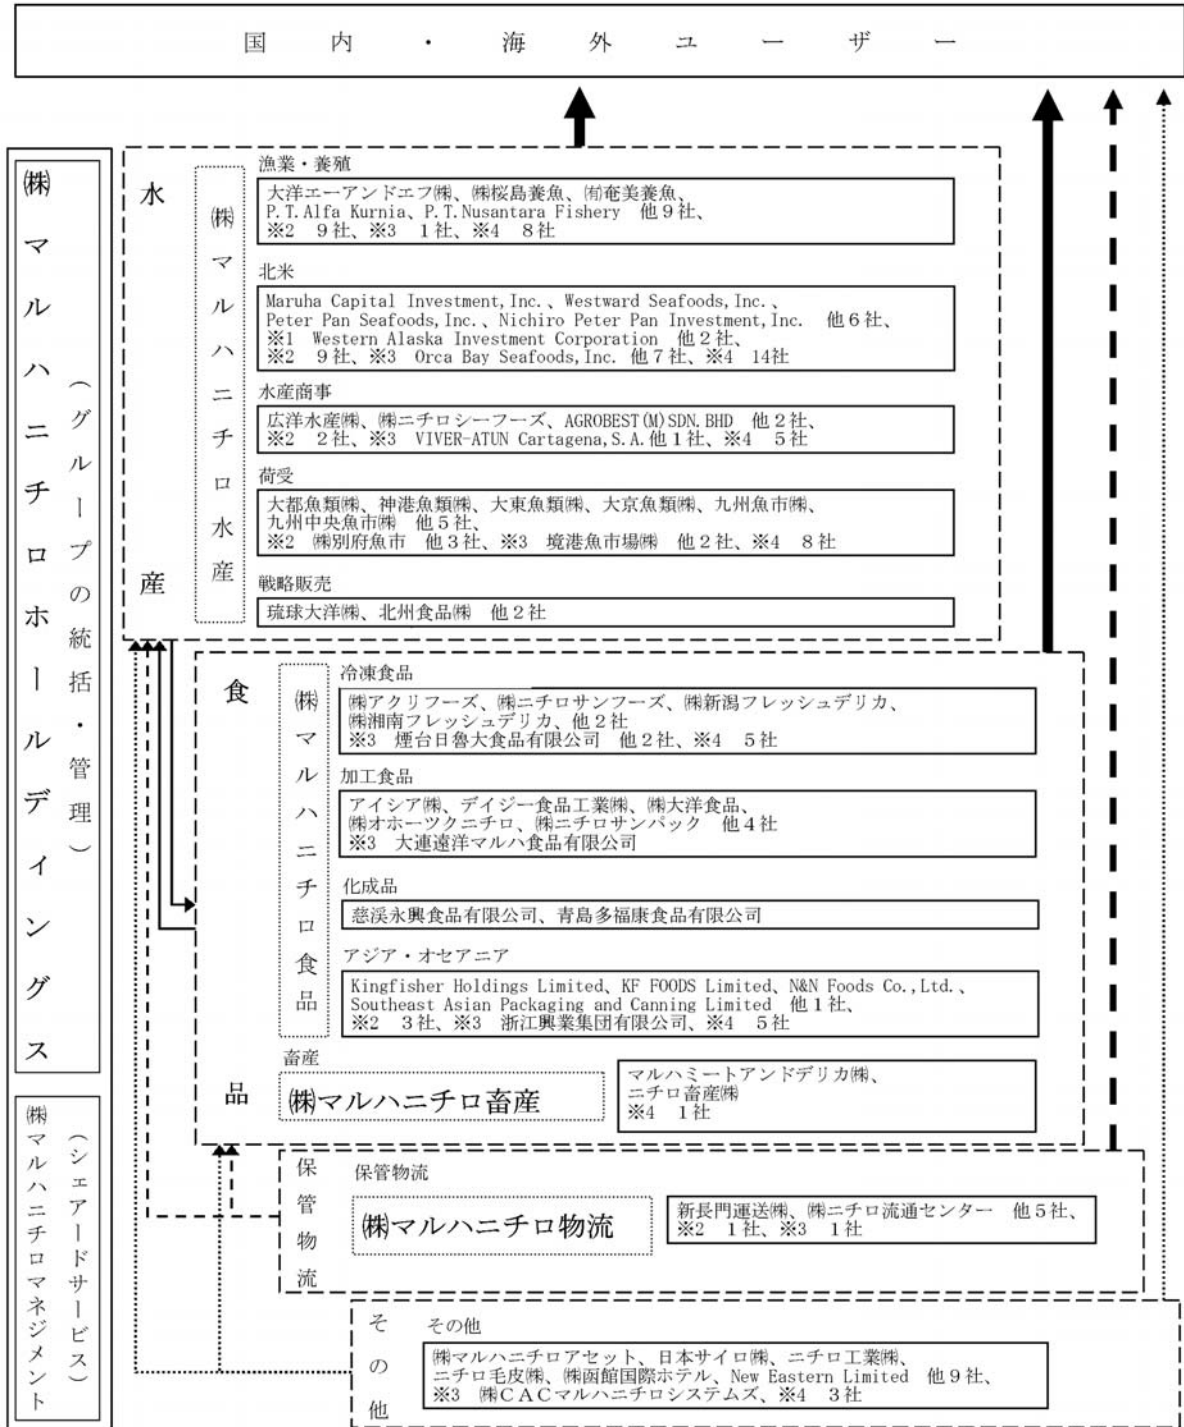 国内・海外ユーザー
㈱マルハニチロホールディングス
（グループの統括・管理）
㈱マルハニチロマネジメント
（シェアードサービス）
水産
㈱マルハニチロ水産
漁業・養殖
大洋エーアンドエフ㈱、㈱桜島養魚、㈲奄美養魚、
P.T.Alfa Kurnia、P.T.Nusantara Fishery 他９社、
※2 ９社、※3 １社、※4 ８社
北米
Maruha Capital Investment,Inc.、Westward Seafoods,Inc.、
Peter Pan Seafoods,Inc.、Nichiro Peter Pan Investment,Inc. 他６社、
※1 Western Alaska Investment Corporation 他２社、
※2 ９社、※3 Orca Bay Seafoods,Inc. 他７社、※4 14社
水産商事
広洋水産㈱、㈱ニチロシーフーズ、AGROBEST(M)SDN.BHD 他２社、
※2 ２社、※3 VIVER-ATUN Cartagena,S.A.他１社、※4 ５社
荷受
大都魚類㈱、神港魚類㈱、大東魚類㈱、大京魚類㈱、九州魚市㈱、
九州中央魚市㈱ 他５社、
※2 ㈱別府魚市 他３社、※3 境港魚市場㈱ 他２社、※4 ８社
戦略販売
琉球大洋㈱、北州食品㈱ 他２社
食品
㈱マルハニチロ食品
冷凍食品
㈱アクリフーズ、㈱ニチロサンフーズ、㈱新潟フレッシュデリカ、
㈱湘南フレッシュデリカ、他２社
※3 煙台日魯大食品有限公司 他２社、※4 ５社
加工食品
アイシア㈱、デイジー食品工業㈱、㈱大洋食品、
㈱オホーツクニチロ、㈱ニチロサンパック 他４社
※3 大連遠洋マルハ食品有限公司
化成品
慈渓永興食品有限公司、青島多福康食品有限公司
アジア・オセアニア
Kingfisher Holdings Limited、KF FOODS Limited、N&N Foods Co.,Ltd.、
Southeast Asian Packaging and Canning Limited 他１社、
※2 ３社、※3 浙江興業集団有限公司、※4 ５社
畜産
㈱マルハニチロ畜産
マルハミートアンドデリカ㈱、
ニチロ畜産㈱
※4 １社
保管物流
保管物流
㈱マルハニチロ物流
新長門運送㈱、㈱ニチロ流通センター 他５社、
※2 １社、※3 １社
その他
その他
㈱マルハニチロアセット、日本サイロ㈱、ニチロ工業㈱、
ニチロ毛皮㈱、㈱函館国際ホテル、New Eastern Limited 他９社、
※3 ㈱ＣＡＣマルハニチロシステムズ、※4 ３社